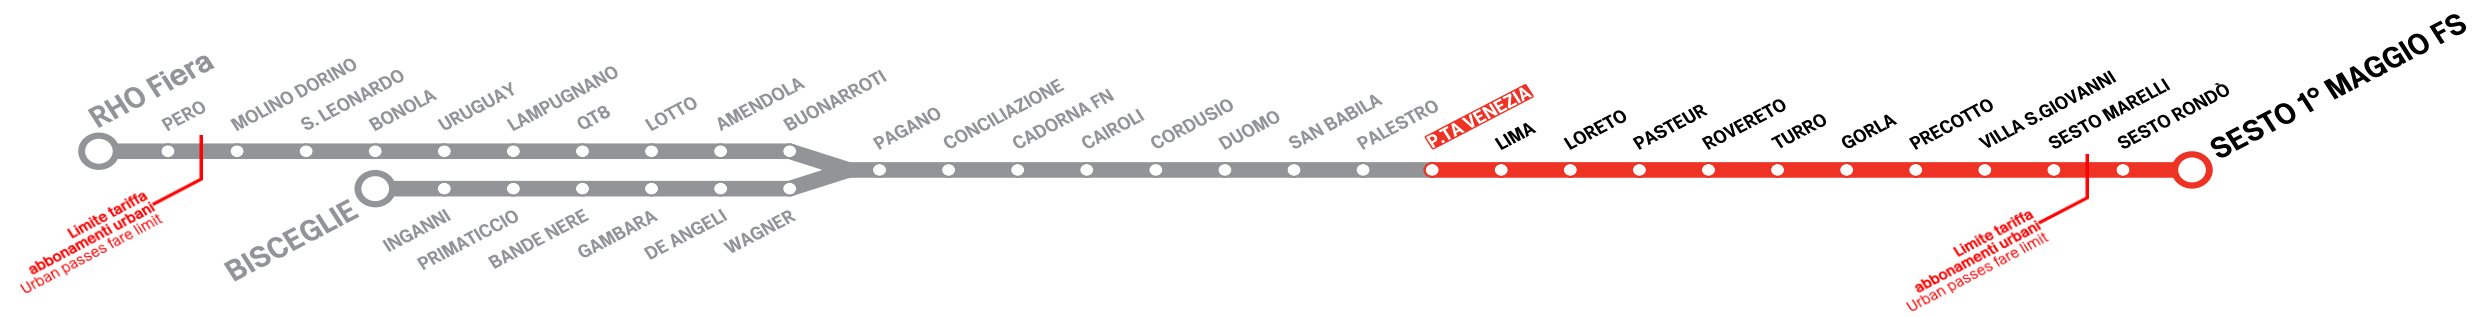 RHO Fiera
PERO
MOLINO DORINO
S. LEONARDO
BONOLA
URUGUAY
LAMPUGNANO
QT8
LOTTO
AMENDOLA
BUONARROTI
PAGANO
CONCILIAZIONE
CADORNA FN
CAIROLI
CORDUSIO
DUOMO
SAN BABILA
PALESTRO
P.TA VENEZIA
LIMA
LORETO
PASTEUR
ROVERETO
TURRO
GORLA
PRECOTTO
VILLA S.GIOVANNI
SESTO MARELLI
SESTO RONDÒ
SESTO 1° MAGGIO FS
BISCEGLIE
INGANNI
PRIMATICCIO
BANDE NERE
GAMBARA
DE ANGELI
WAGNER
Limite tariffa
abbonamenti urbani
Urban passes fare limit
Limite tariffa
abbonamenti urbani
Urban passes fare limit